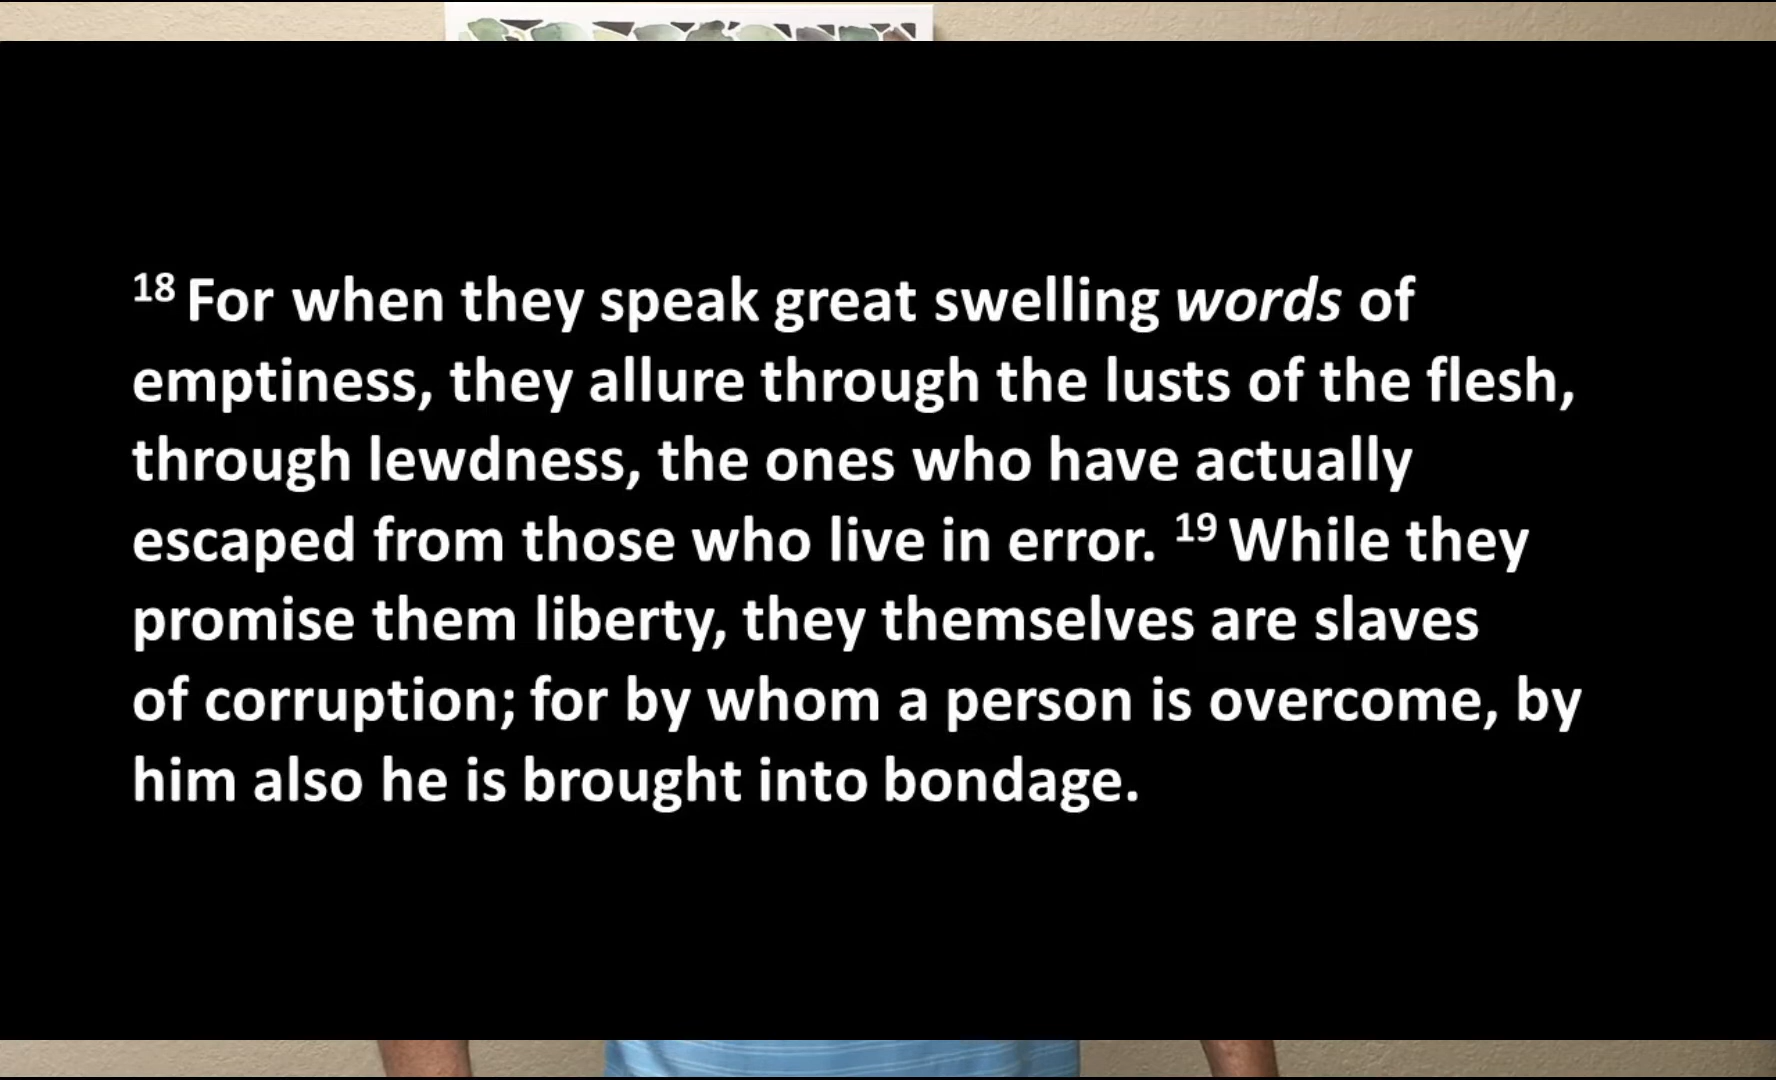 18 For when they speak great swelling words of
emptiness, they allure through the lusts of the flesh,
through lewdness, the ones who have actually
escaped from those who live in error. 19 While they
promise them liberty, they themselves are slaves
of corruption; for by whom a person is overcome, by
him also he is brought into bondage.